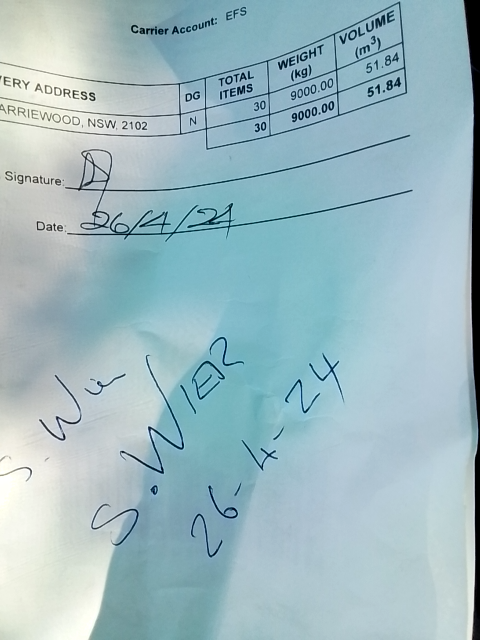 Carrier Account: EFS
VERY ADDRESS DG TOTAL ITEMS WEIGHT (kg) VOLUME (m³)
ARRIEWOOD, NSW, 2102 N 30 9000.00 51.84
30 9000.00 51.84
Signature:
Date: 26/4/24
S. Wier
S. WIER
26-4-24